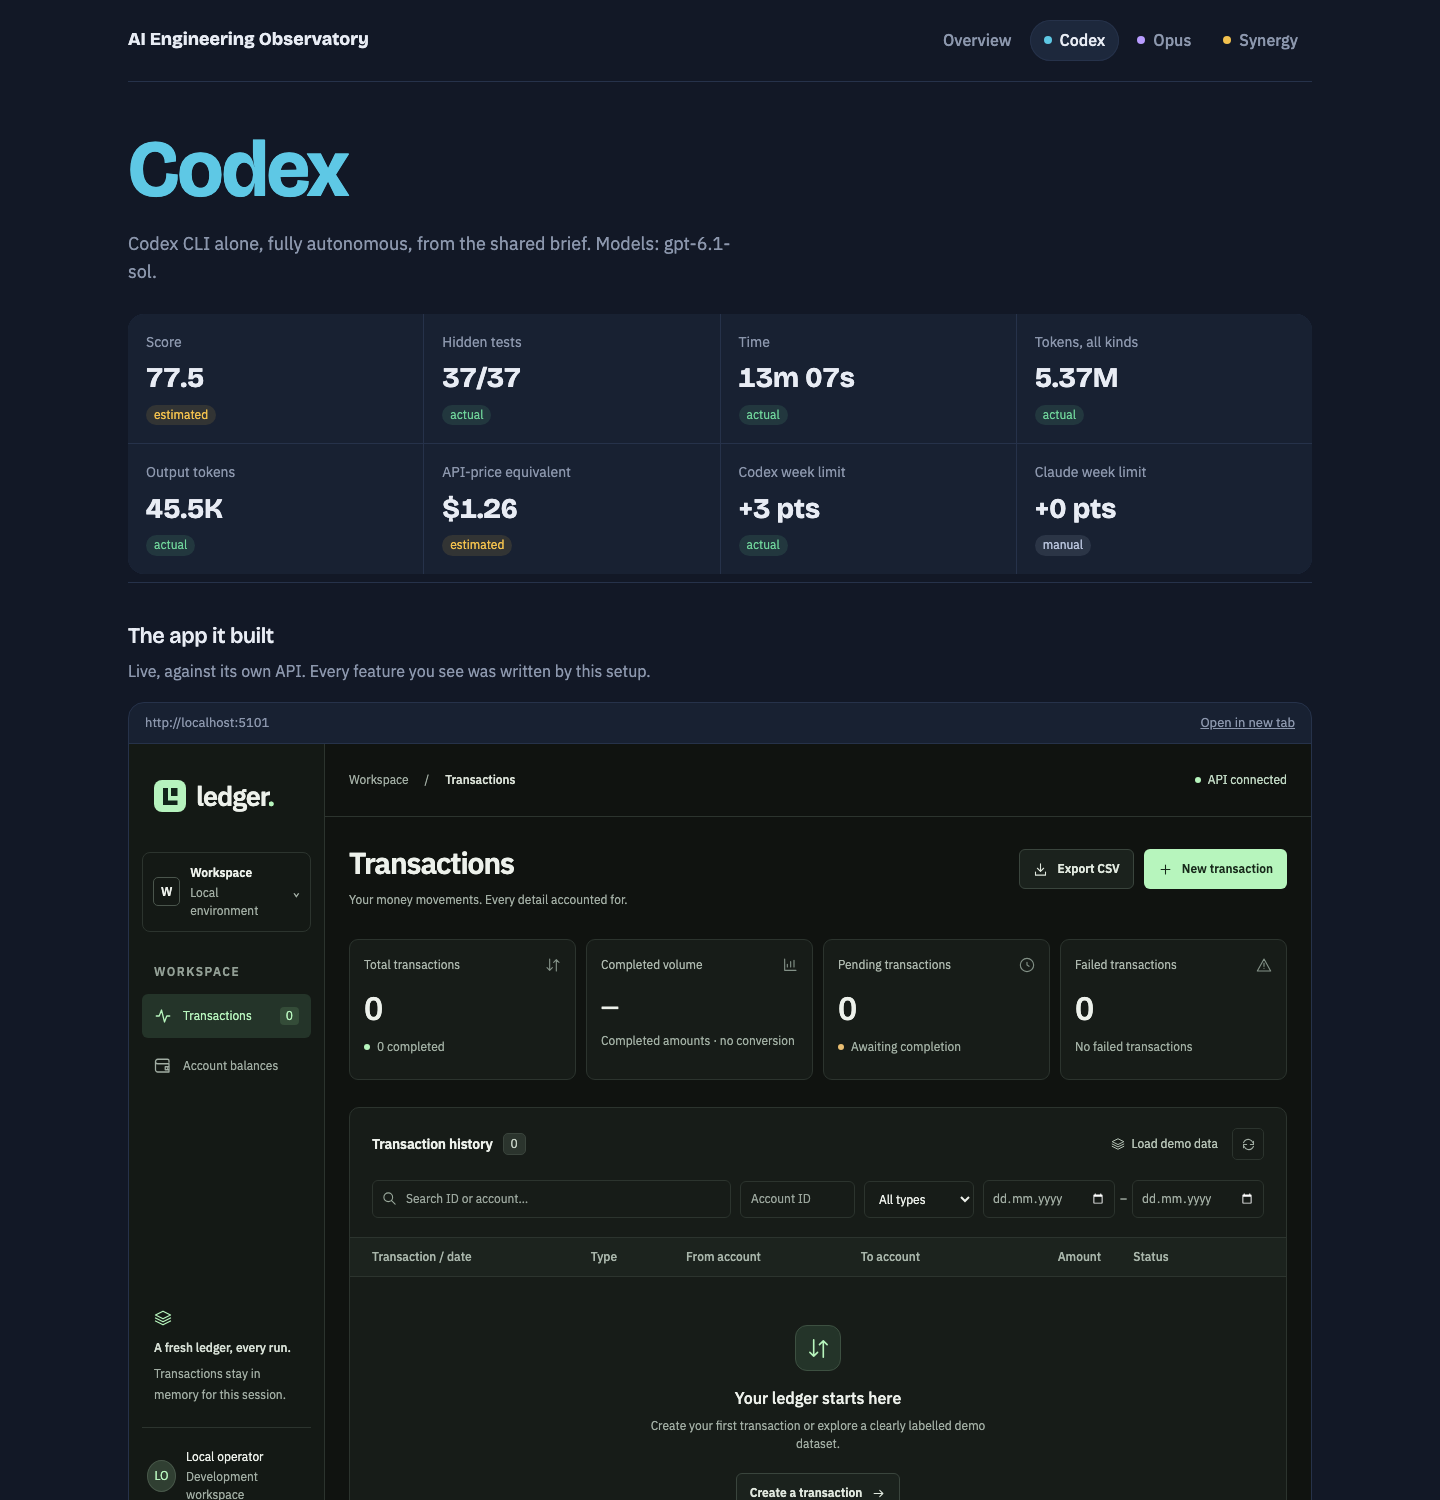 AI Engineering Observatory
Overview
Codex
Opus
Synergy
Codex
Codex CLI alone, fully autonomous, from the shared brief. Models: gpt-6.1-
sol.
Score
77.5
estimated
Hidden tests
37/37
actual
Time
13m 07s
actual
Tokens, all kinds
5.37M
actual
Output tokens
45.5K
actual
API-price equivalent
$1.26
estimated
Codex week limit
+3 pts
actual
Claude week limit
+0 pts
manual
The app it built
Live, against its own API. Every feature you see was written by this setup.
http://localhost:5101
Open in new tab
ledger.
W
Workspace
Local
environment
WORKSPACE
Transactions 0
Account balances
A fresh ledger, every run.
Transactions stay in
memory for this session.
LO
Local operator
Development
workspace
Workspace / Transactions
API connected
Transactions
Your money movements. Every detail accounted for.
Export CSV
New transaction
Total transactions
0
0 completed
Completed volume
—
Completed amounts · no conversion
Pending transactions
0
Awaiting completion
Failed transactions
0
No failed transactions
Transaction history 0
Load demo data
Search ID or account...
Account ID
All types
dd.mm.yyyy – dd.mm.yyyy
Transaction / date Type From account To account Amount Status
Your ledger starts here
Create your first transaction or explore a clearly labelled demo
dataset.
Create a transaction →